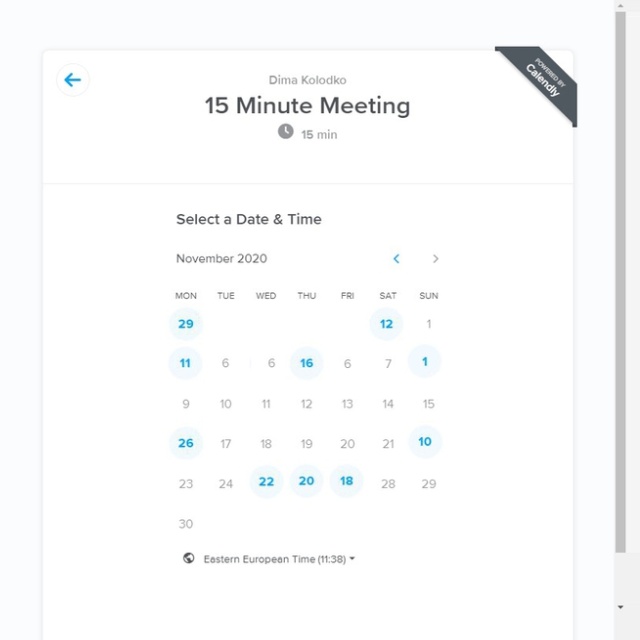 POWERED BY
Calendly
Dima Kolodko
15 Minute Meeting
15 min
Select a Date & Time
November 2020
MON TUE WED THU FRI SAT SUN
29 12 1
11 6 6 16 6 7 1
9 10 11 12 13 14 15
26 17 18 19 20 21 10
23 24 22 20 18 28 29
30
Eastern European Time (11:38)